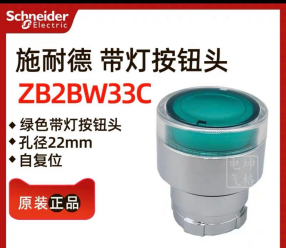 Schneider
Electric
施耐德 带灯按钮头
ZB2BW33C
绿色带灯按钮头
孔径22mm
自复位
原装正品